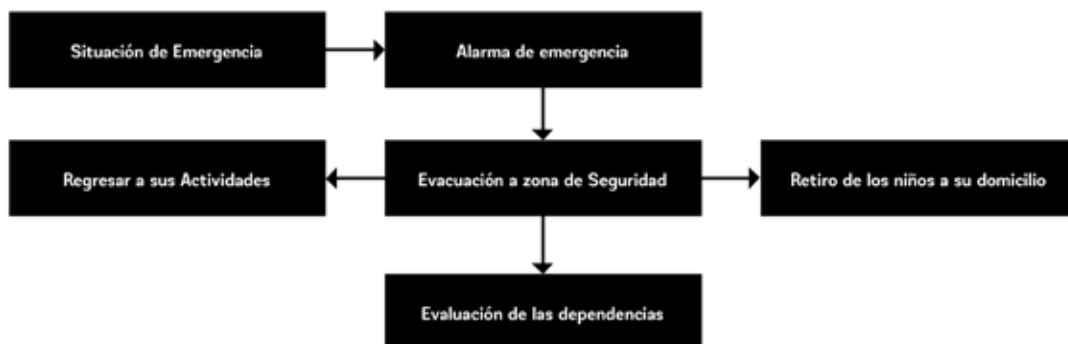 Situación de Emergencia
Alarma de emergencia
Regresar a sus Actividades
Evacuación a zona de Seguridad
Retiro de los niños a su domicilio
Evaluación de las dependencias